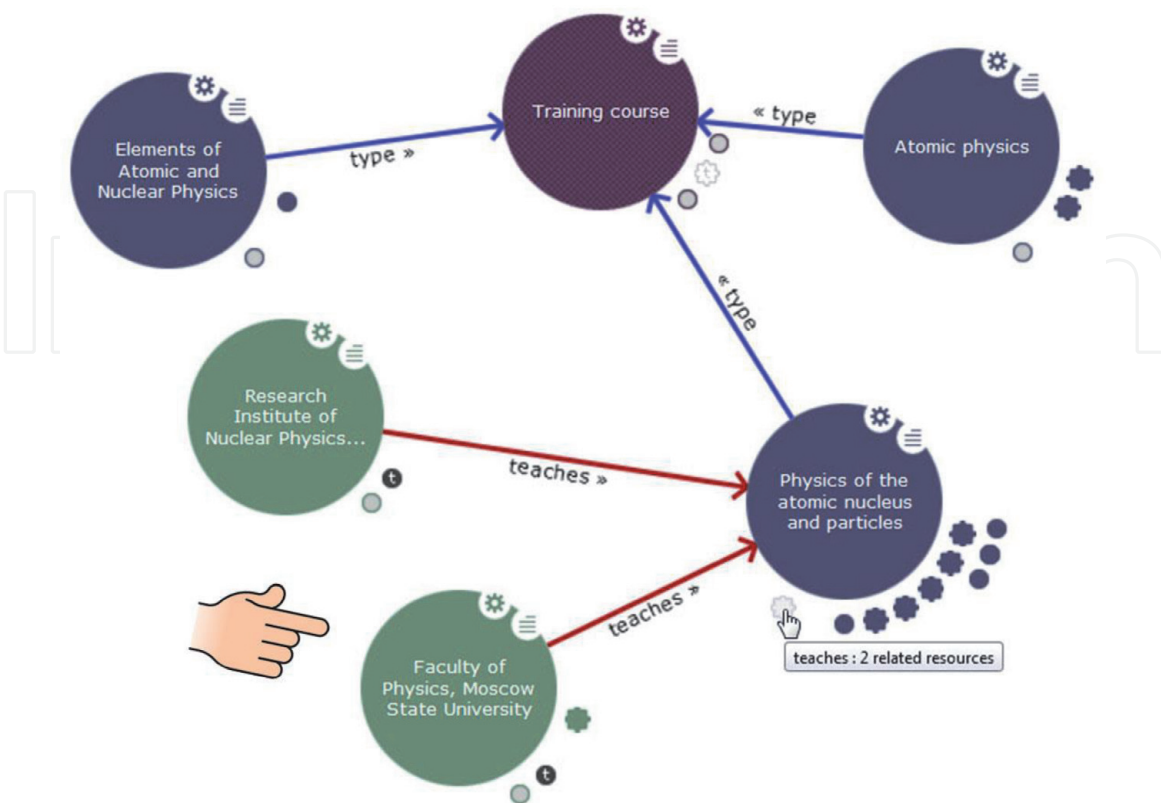 Training course
« type
Atomic physics
Elements of
Atomic and
Nuclear Physics
type »
t
« type
Research
Institute of
Nuclear Physics...
teaches »
t
Physics of the
atomic nucleus
and particles
teaches »
teaches : 2 related resources
Faculty of
Physics, Moscow
State University
t